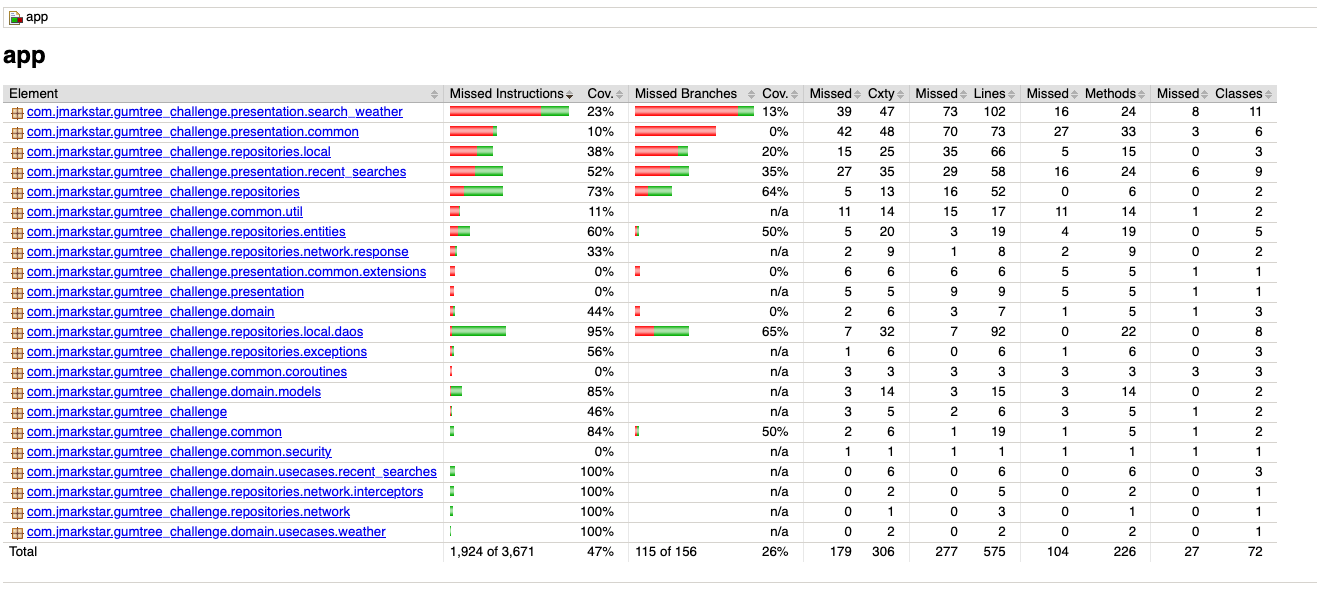 app
app
Element Missed Instructions Cov. Missed Branches Cov. Missed Cxty Missed Lines Missed Methods Missed Classes
com.jmarkstar.gumtree_challenge.presentation.search_weather 23% 13% 39 47 73 102 16 24 8 11
com.jmarkstar.gumtree_challenge.presentation.common 10% 0% 42 48 70 73 27 33 3 6
com.jmarkstar.gumtree_challenge.repositories.local 38% 20% 15 25 35 66 5 15 0 3
com.jmarkstar.gumtree_challenge.presentation.recent_searches 52% 35% 27 35 29 58 16 24 6 9
com.jmarkstar.gumtree_challenge.repositories 73% 64% 5 13 16 52 0 6 0 2
com.jmarkstar.gumtree_challenge.common.util 11% n/a 11 14 15 17 11 14 1 2
com.jmarkstar.gumtree_challenge.repositories.entities 60% 50% 5 20 3 19 4 19 0 5
com.jmarkstar.gumtree_challenge.repositories.network.response 33% n/a 2 9 1 8 2 9 0 2
com.jmarkstar.gumtree_challenge.presentation.common.extensions 0% 0% 6 6 6 6 5 5 1 1
com.jmarkstar.gumtree_challenge.presentation 0% n/a 5 5 9 9 5 5 1 1
com.jmarkstar.gumtree_challenge.domain 44% 0% 2 6 3 7 1 5 1 3
com.jmarkstar.gumtree_challenge.repositories.local.daos 95% 65% 7 32 7 92 0 22 0 8
com.jmarkstar.gumtree_challenge.repositories.exceptions 56% n/a 1 6 0 6 1 6 0 3
com.jmarkstar.gumtree_challenge.common.coroutines 0% n/a 3 3 3 3 3 3 3 3
com.jmarkstar.gumtree_challenge.domain.models 85% n/a 3 14 3 15 3 14 0 2
com.jmarkstar.gumtree_challenge 46% n/a 3 5 2 6 3 5 1 2
com.jmarkstar.gumtree_challenge.common 84% 50% 2 6 1 19 1 5 1 2
com.jmarkstar.gumtree_challenge.common.security 0% n/a 1 1 1 1 1 1 1 1
com.jmarkstar.gumtree_challenge.domain.usecases.recent_searches 100% n/a 0 6 0 6 0 6 0 3
com.jmarkstar.gumtree_challenge.repositories.network.interceptors 100% n/a 0 2 0 5 0 2 0 1
com.jmarkstar.gumtree_challenge.repositories.network 100% n/a 0 1 0 3 0 1 0 1
com.jmarkstar.gumtree_challenge.domain.usecases.weather 100% n/a 0 2 0 2 0 2 0 1
Total 1,924 of 3,671 47% 115 of 156 26% 179 306 277 575 104 226 27 72